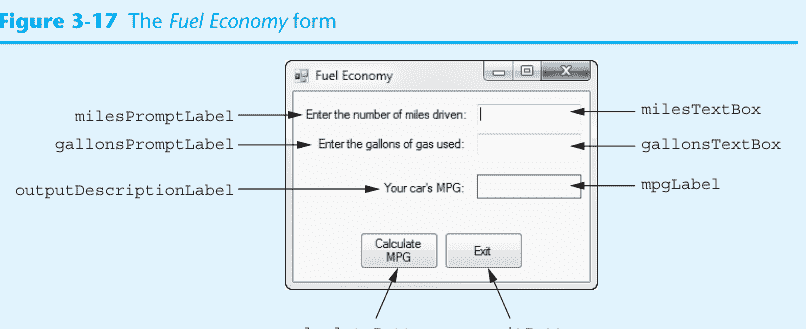 Figure 3-17 The Fuel Economy form
Fuel Economy
milesPromptLabel
Enter the number of miles driven:
milesTextBox
gallonsPromptLabel
Enter the gallons of gas used:
gallonsTextBox
outputDescriptionLabel
Your car's MPG:
mpgLabel
Calculate
MPG
Exit